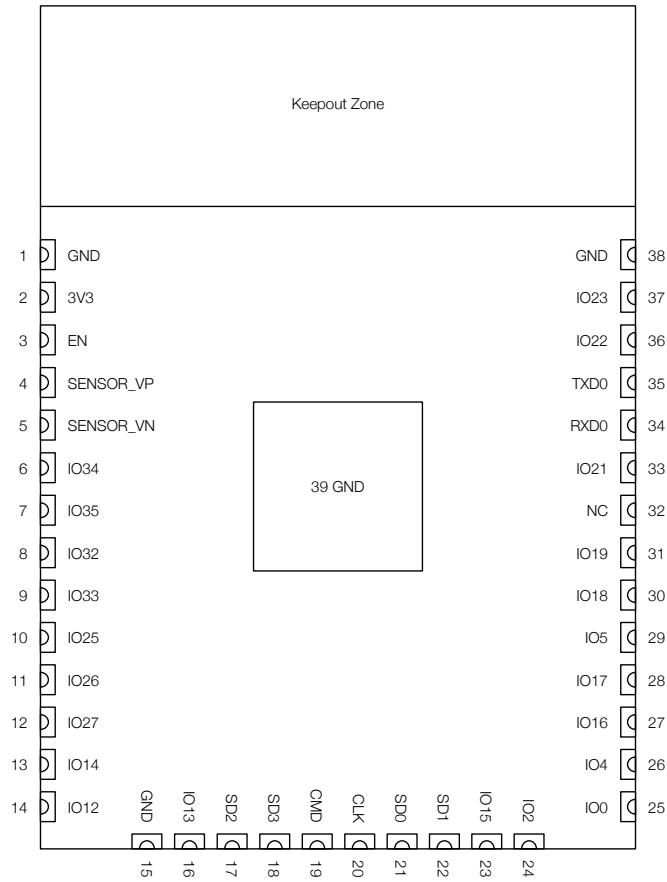 Keepout Zone
1 GND
2 3V3
3 EN
4 SENSOR_VP
5 SENSOR_VN
6 IO34
7 IO35
8 IO32
9 IO33
10 IO25
11 IO26
12 IO27
13 IO14
14 IO12
39 GND
GND 38
IO23 37
IO22 36
TXD0 35
RXD0 34
IO21 33
NC 32
IO19 31
IO18 30
IO5 29
IO17 28
IO16 27
IO4 26
IO0 25
GND 15
IO13 16
SD2 17
SD3 18
CMD 19
CLK 20
SD0 21
SD1 22
IO15 23
IO2 24